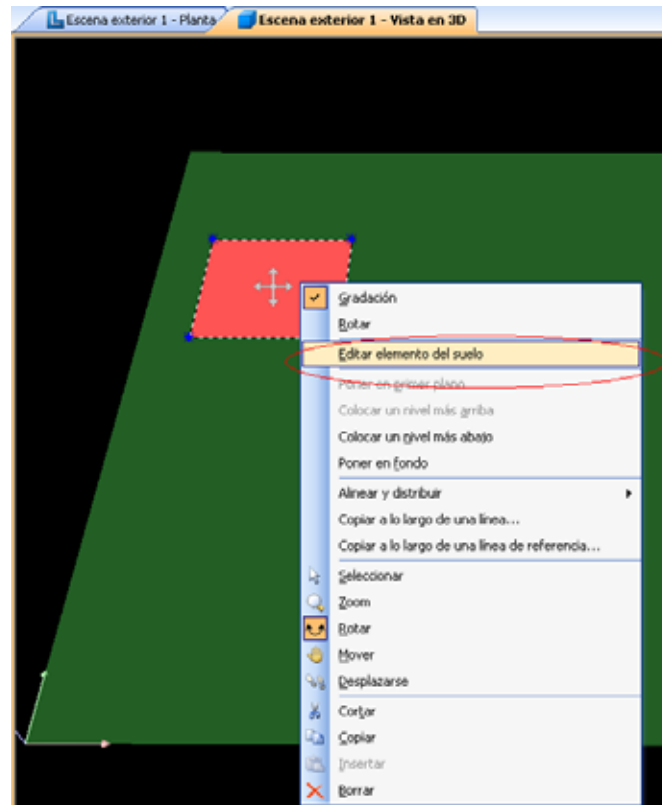 Escena exterior 1 - Planta
Escena exterior 1 - Vista en 3D
Gradación
Rotar
Editar elemento del suelo
Poner en primer plano
Colocar un nivel más arriba
Colocar un nivel más abajo
Poner en fondo
Alinear y distribuir
Copiar a lo largo de una línea...
Copiar a lo largo de una línea de referencia...
Seleccionar
Zoom
Rotar
Mover
Desplazarse
Cortar
Copiar
Insertar
Borrar